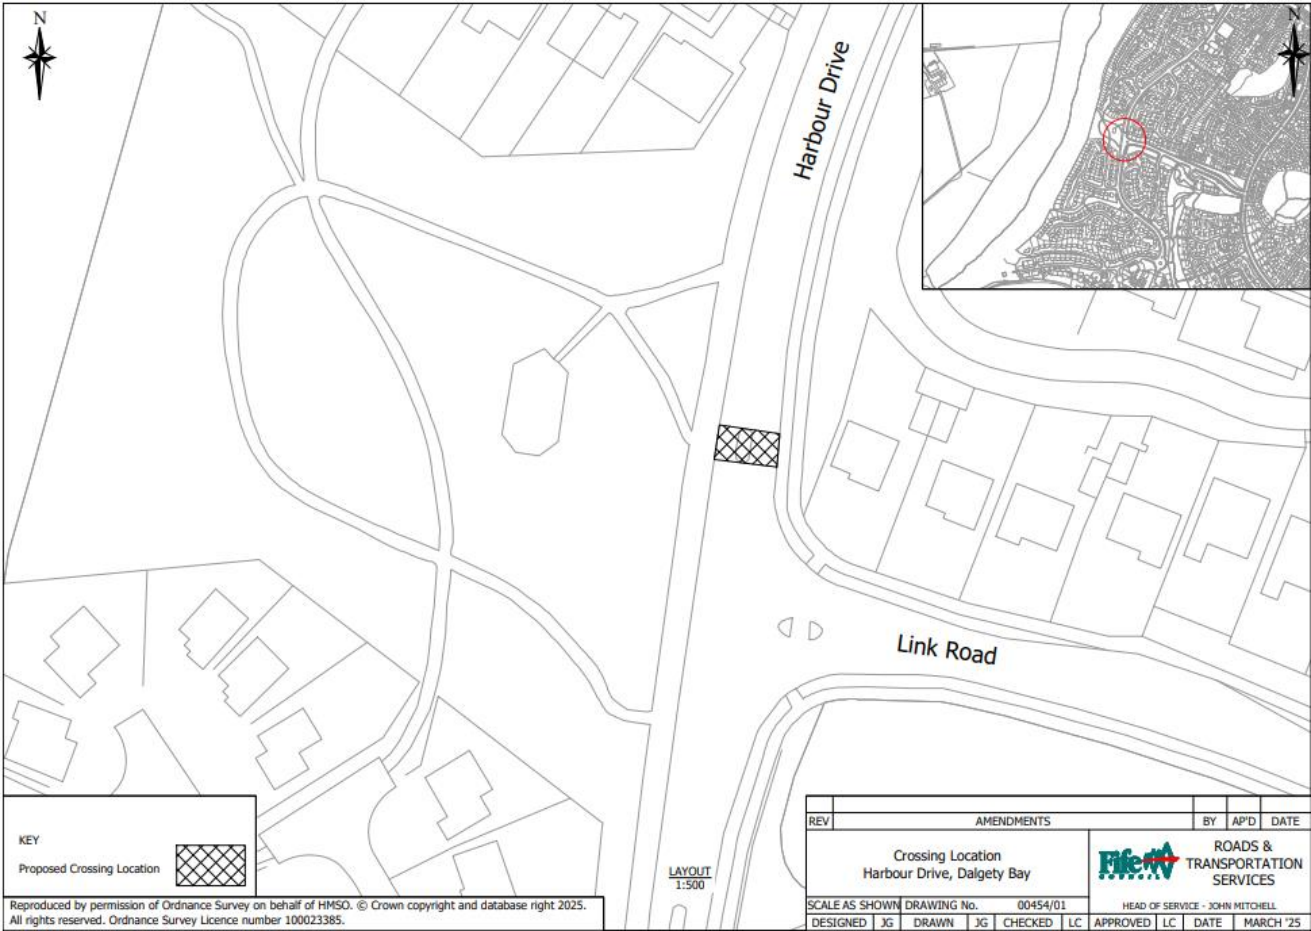 N
N
Harbour Drive
Link Road
KEY
Proposed Crossing Location
LAYOUT
1:500
Reproduced by permission of Ordnance Survey on behalf of HMSO. © Crown copyright and database right 2025.
All rights reserved. Ordnance Survey Licence number 100023385.
REV AMENDMENTS BY AP'D DATE
Crossing Location
Harbour Drive, Dalgety Bay
Fife
COUNCIL
ROADS &
TRANSPORTATION
SERVICES
SCALE AS SHOWN DRAWING No. 00454/01
HEAD OF SERVICE - JOHN MITCHELL
DESIGNED JG DRAWN JG CHECKED LC APPROVED LC DATE MARCH '25